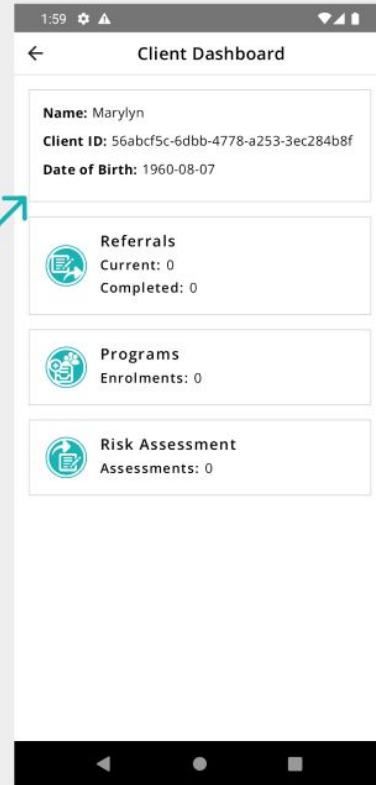 1:59
Client Dashboard
Name: Marylyn
Client ID: 56abcf5c-6dbb-4778-a253-3ec284b8f
Date of Birth: 1960-08-07
Referrals
Current: 0
Completed: 0
Programs
Enrolments: 0
Risk Assessment
Assessments: 0